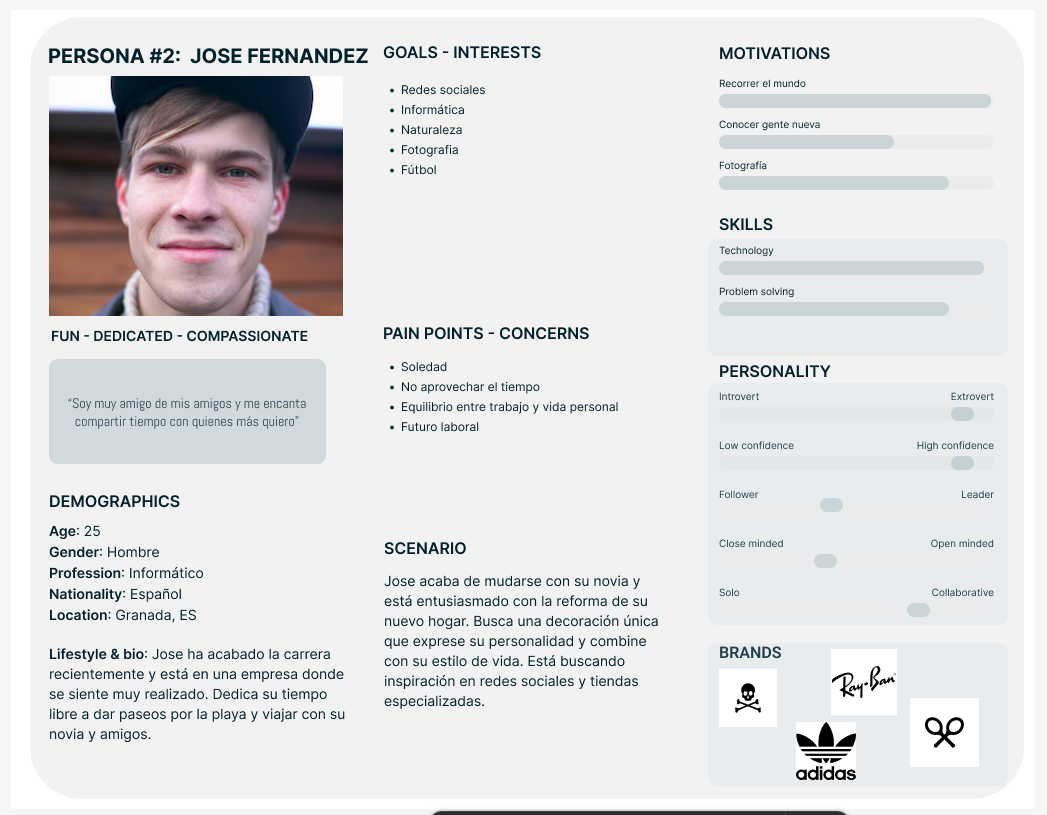 PERSONA #2: JOSE FERNANDEZ
FUN - DEDICATED - COMPASSIONATE
“Soy muy amigo de mis amigos y me encanta
compartir tiempo con quienes más quiero”
DEMOGRAPHICS
Age: 25
Gender: Hombre
Profession: Informático
Nationality: Español
Location: Granada, ES
Lifestyle & bio: Jose ha acabado la carrera
recientemente y está en una empresa donde
se siente muy realizado. Dedica su tiempo
libre a dar paseos por la playa y viajar con su
novia y amigos.
GOALS - INTERESTS
• Redes sociales
• Informática
• Naturaleza
• Fotografia
• Fútbol
PAIN POINTS - CONCERNS
• Soledad
• No aprovechar el tiempo
• Equilibrio entre trabajo y vida personal
• Futuro laboral
SCENARIO
Jose acaba de mudarse con su novia y
está entusiasmado con la reforma de su
nuevo hogar. Busca una decoración única
que exprese su personalidad y combine
con su estilo de vida. Está buscando
inspiración en redes sociales y tiendas
especializadas.
MOTIVATIONS
Recorrer el mundo
Conocer gente nueva
Fotografía
SKILLS
Technology
Problem solving
PERSONALITY
Introvert Extrovert
Low confidence High confidence
Follower Leader
Close minded Open minded
Solo Collaborative
BRANDS
Ray-Ban
adidas